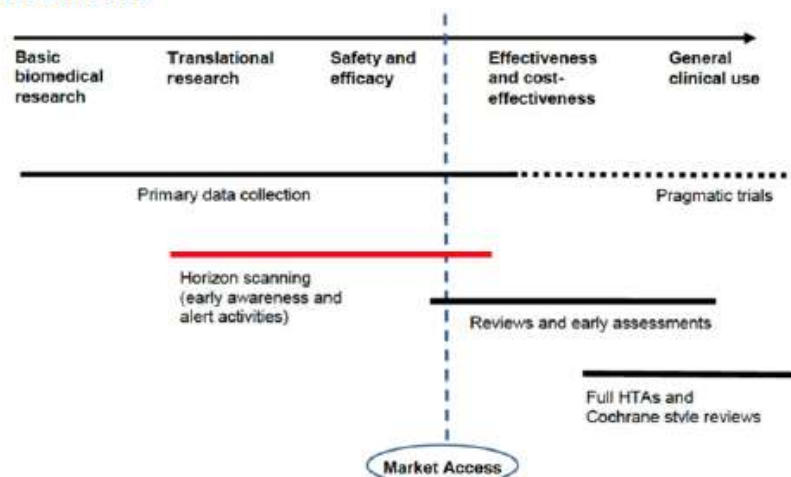 Basic
biomedical
research
Translational
research
Safety and
efficacy
Effectiveness
and cost-
effectiveness
General
clinical use
Primary data collection
Pragmatic trials
Horizon scanning
(early awareness and
alert activities)
Reviews and early assessments
Full HTAs and
Cochrane style reviews
Market Access